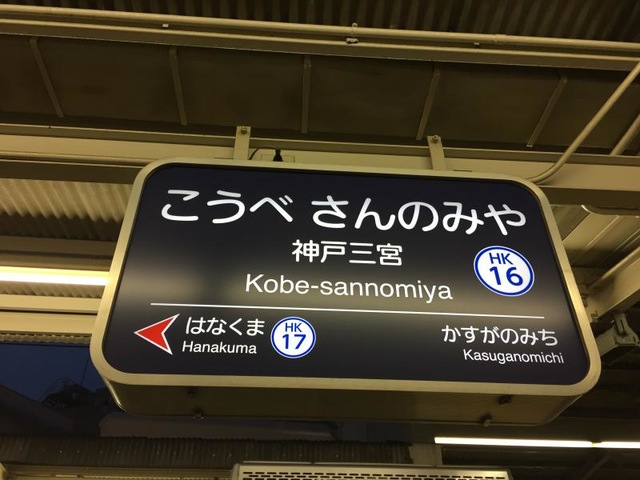 こうべ さんのみや
神戸三宮
HK
16
Kobe-sannomiya
はなくま
Hanakuma
HK
17
かすがのみち
Kasuganomichi